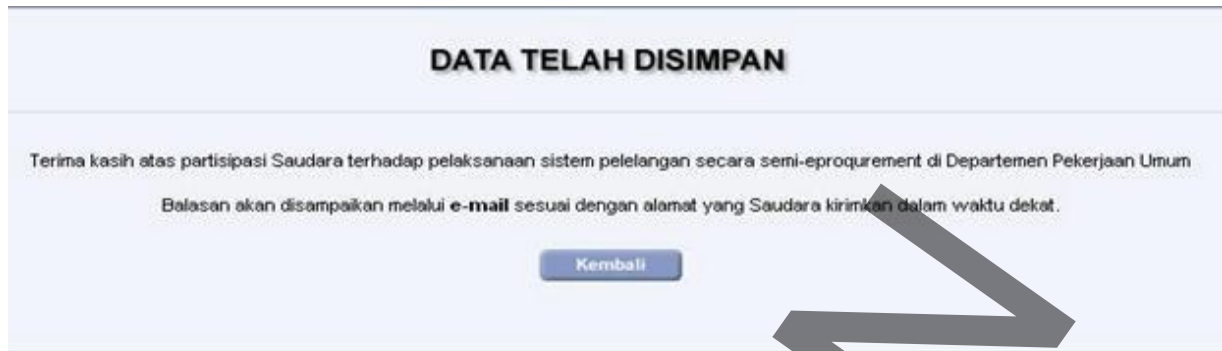 DATA TELAH DISIMPAN
Terima kasih atas partisipasi Saudara terhadap pelaksanaan sistem pelelangan secara semi-eproqurement di Departemen Pekerjaan Umum
Balasan akan disampaikan melalui e-mail sesuai dengan alamat yang Saudara kirimkan dalam waktu dekat.
Kembali